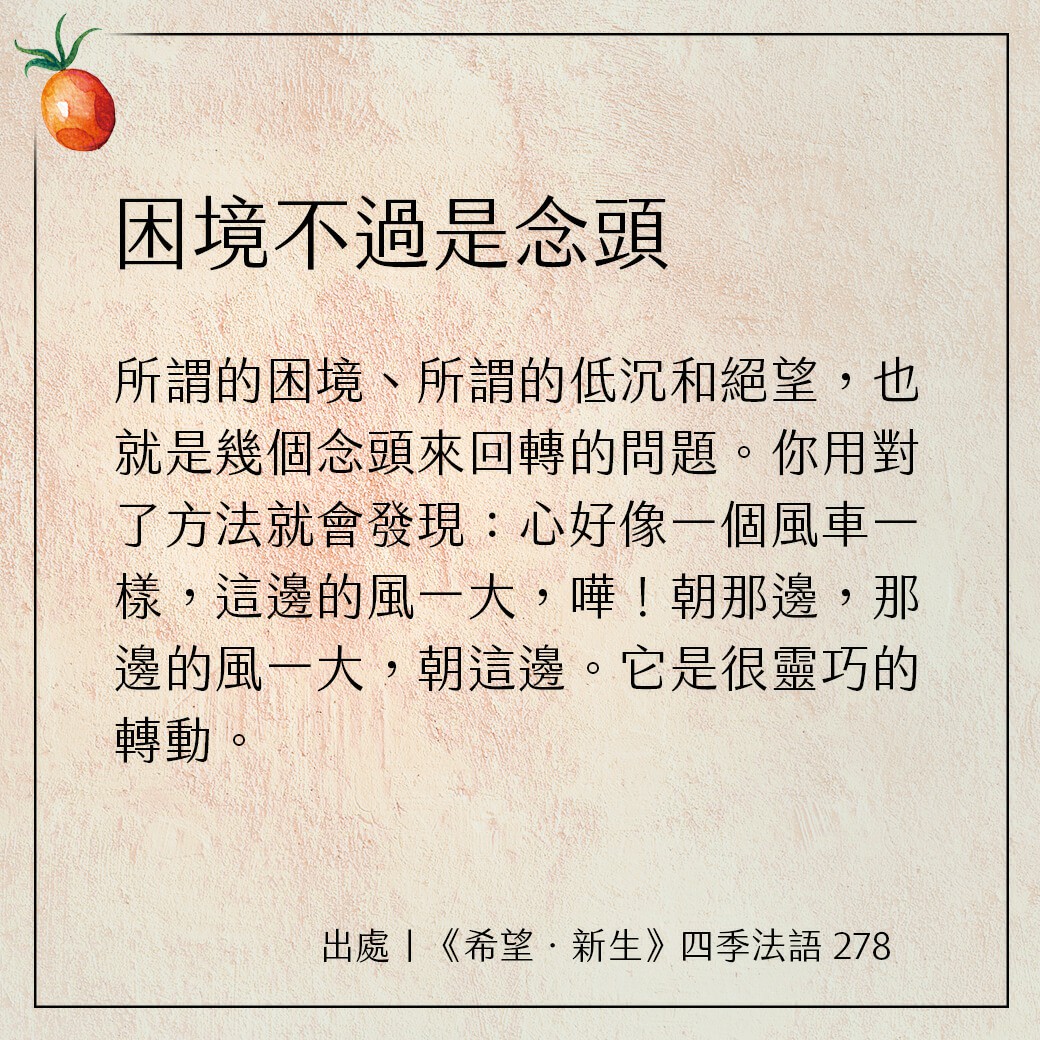 困境不過是念頭
所謂的困境、所謂的低沉和絕望，也
就是幾個念頭來回轉的問題。你用對
了方法就會發現：心好像一個風車一
樣，這邊的風一大，嘩！朝那邊，那
邊的風一大，朝這邊。它是很靈巧的
轉動。
出處｜《希望．新生》四季法語 278